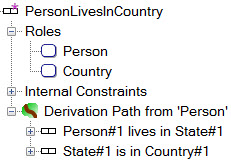 PersonLivesInCountry
Roles
Person
Country
Internal Constraints
Derivation Path from 'Person'
Person#1 lives in State#1
State#1 is in Country#1